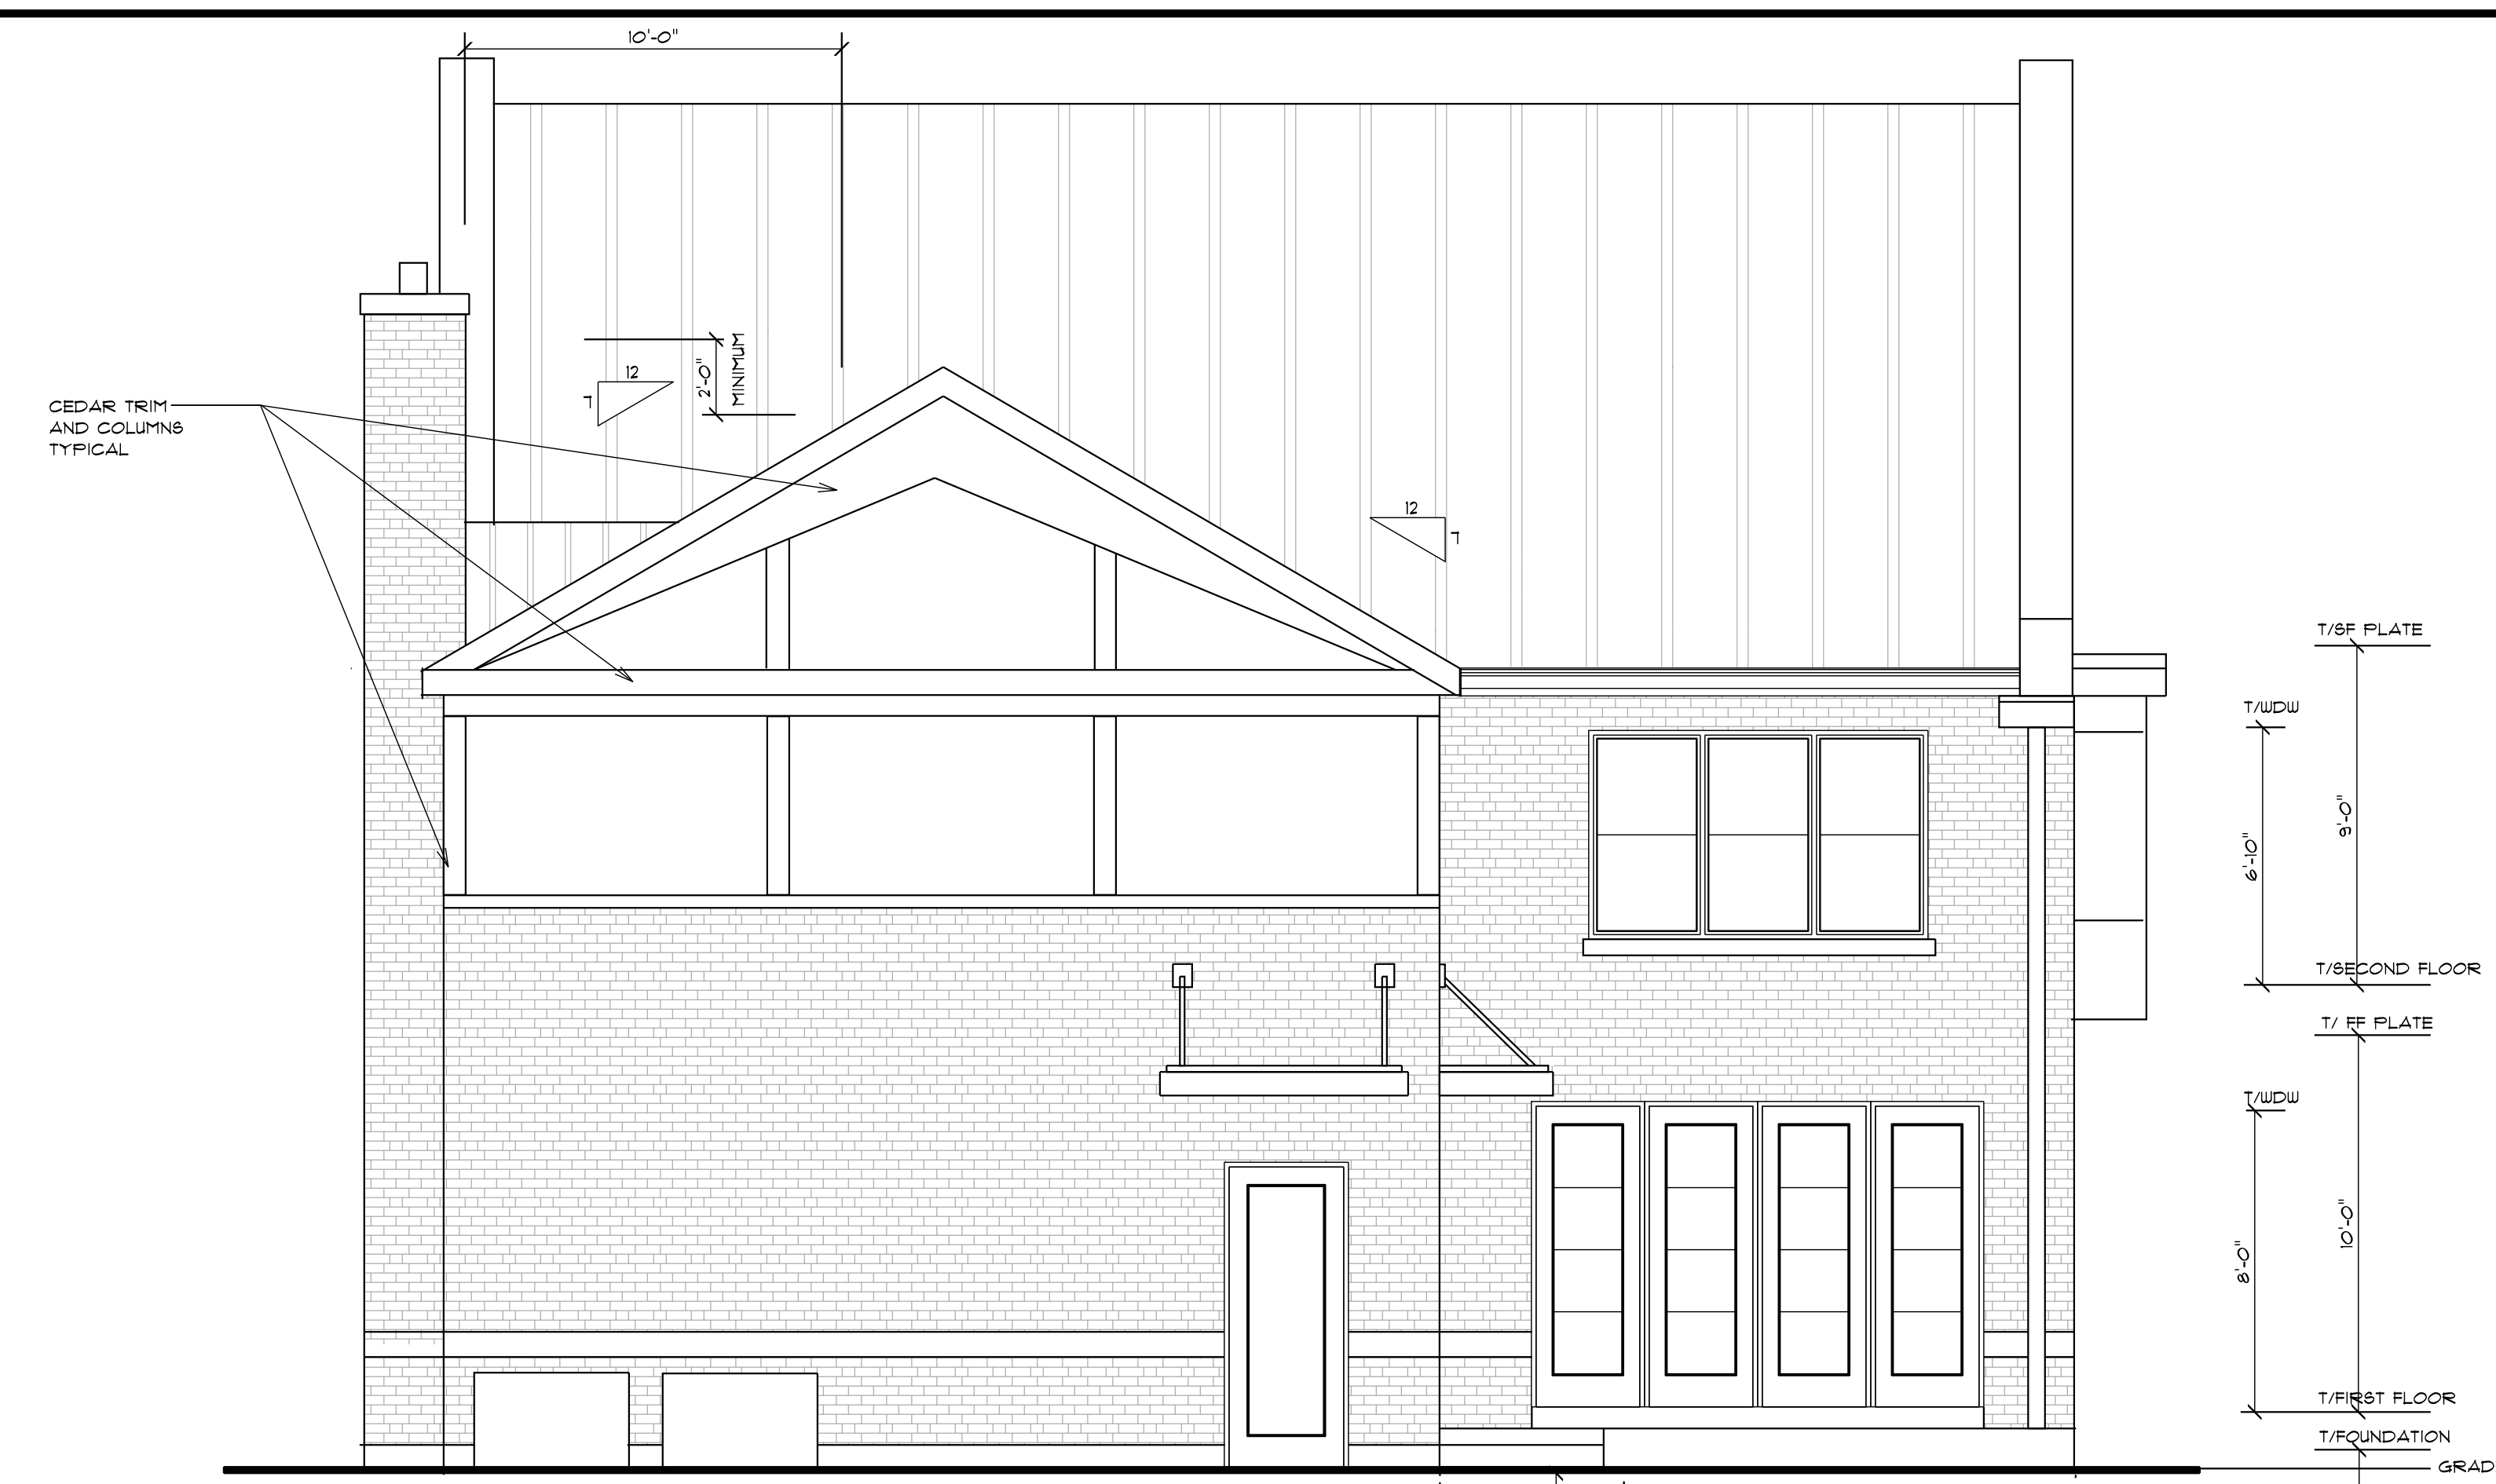 10'-0"
12
7
2'-0"
MINIMUM
CEDAR TRIM
AND COLUMNS
TYPICAL
12
7
T/SF PLATE
T/WDW
9'-0"
6'-10"
T/SECOND FLOOR
T/ FF PLATE
T/WDW
10'-0"
8'-0"
T/FIRST FLOOR
T/FOUNDATION
GRAD